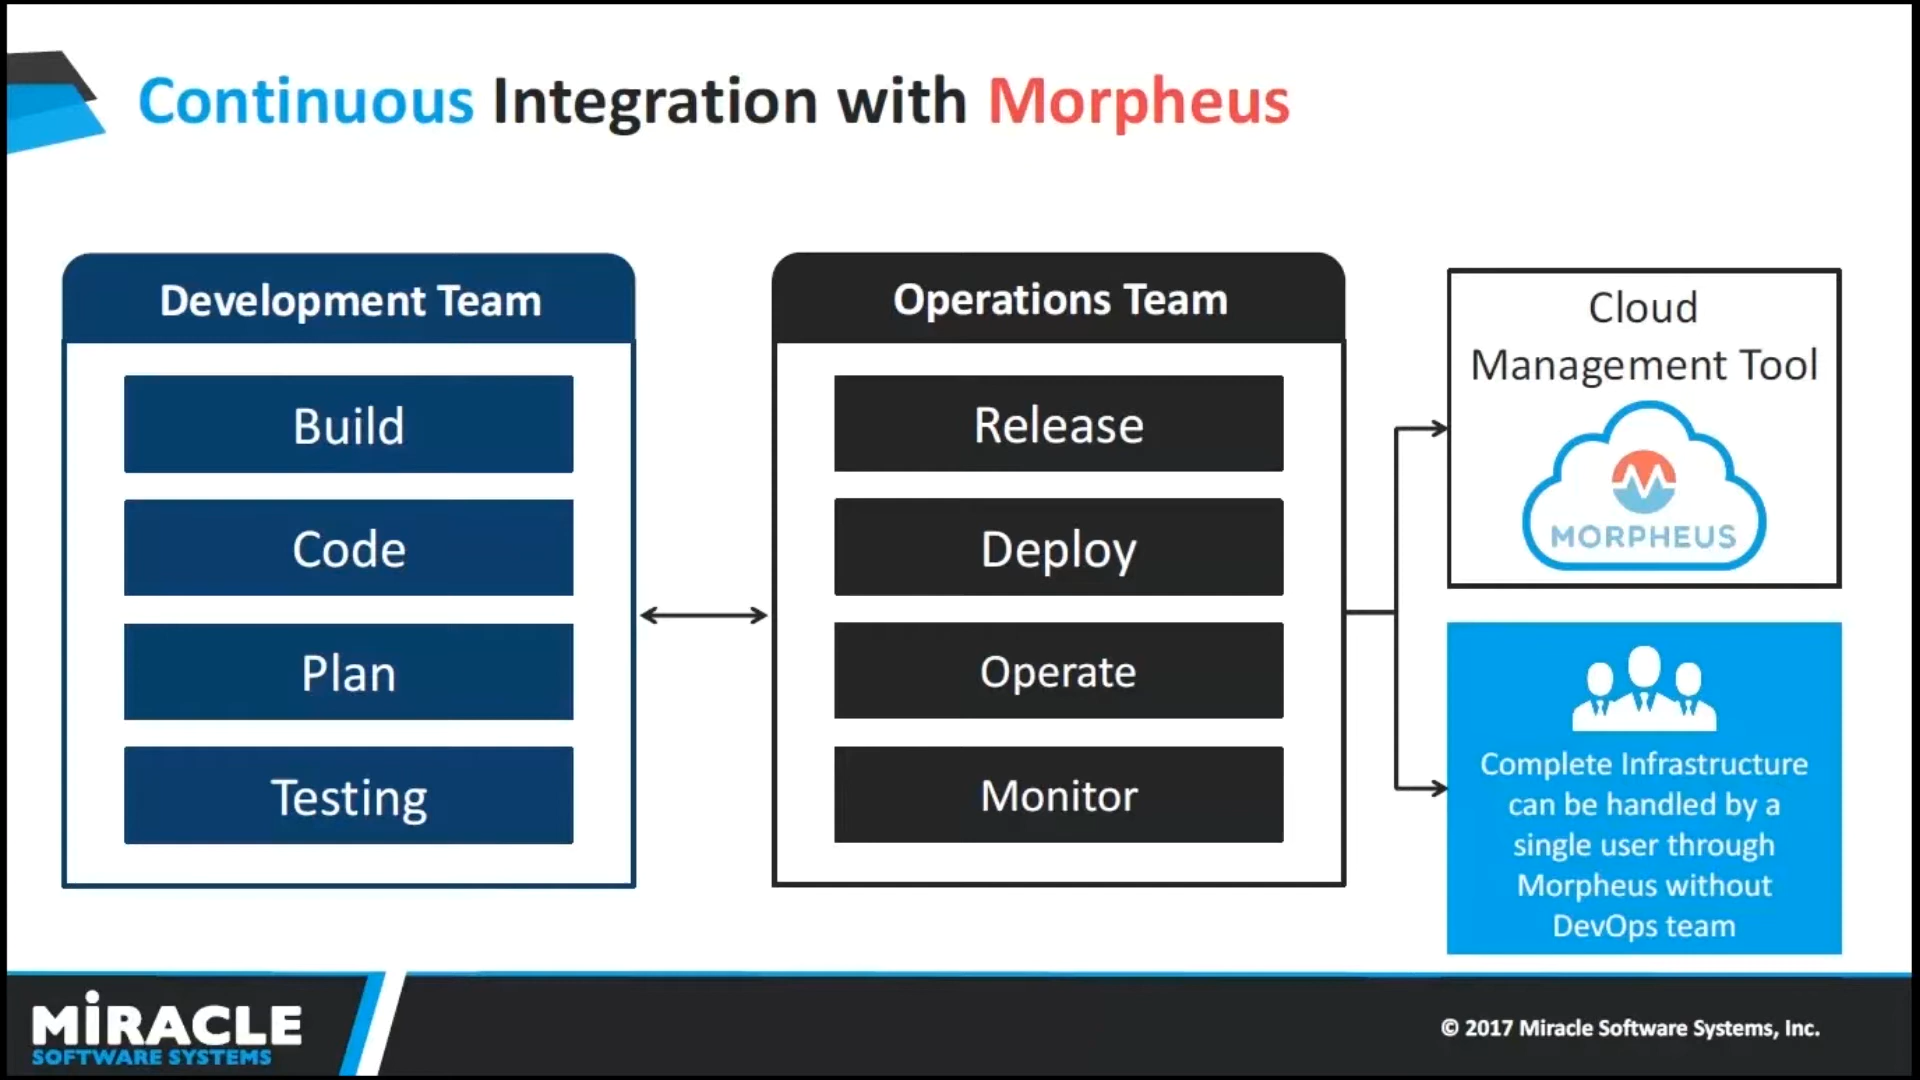 Continuous Integration with Morpheus
Development Team
Build
Code
Plan
Testing
Operations Team
Release
Deploy
Operate
Monitor
Cloud
Management Tool
MORPHEUS
Complete Infrastructure
can be handled by a
single user through
Morpheus without
DevOps team
MiRACLE
SOFTWARE SYSTEMS
© 2017 Miracle Software Systems, Inc.